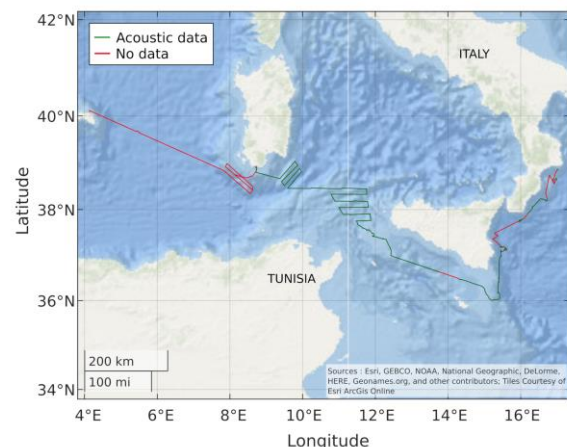 42°N
40°N
38°N
36°N
34°N
Latitude
Acoustic data
No data
ITALY
TUNISIA
200 km
100 mi
Sources : Esri, GEBCO, NOAA, National Geographic, DeLorme,
HERE, Geonames.org, and other contributors; Tiles Courtesy of
Esri ArcGis Online
4°E
6°E
8°E
10°E
12°E
14°E
16°E
Longitude